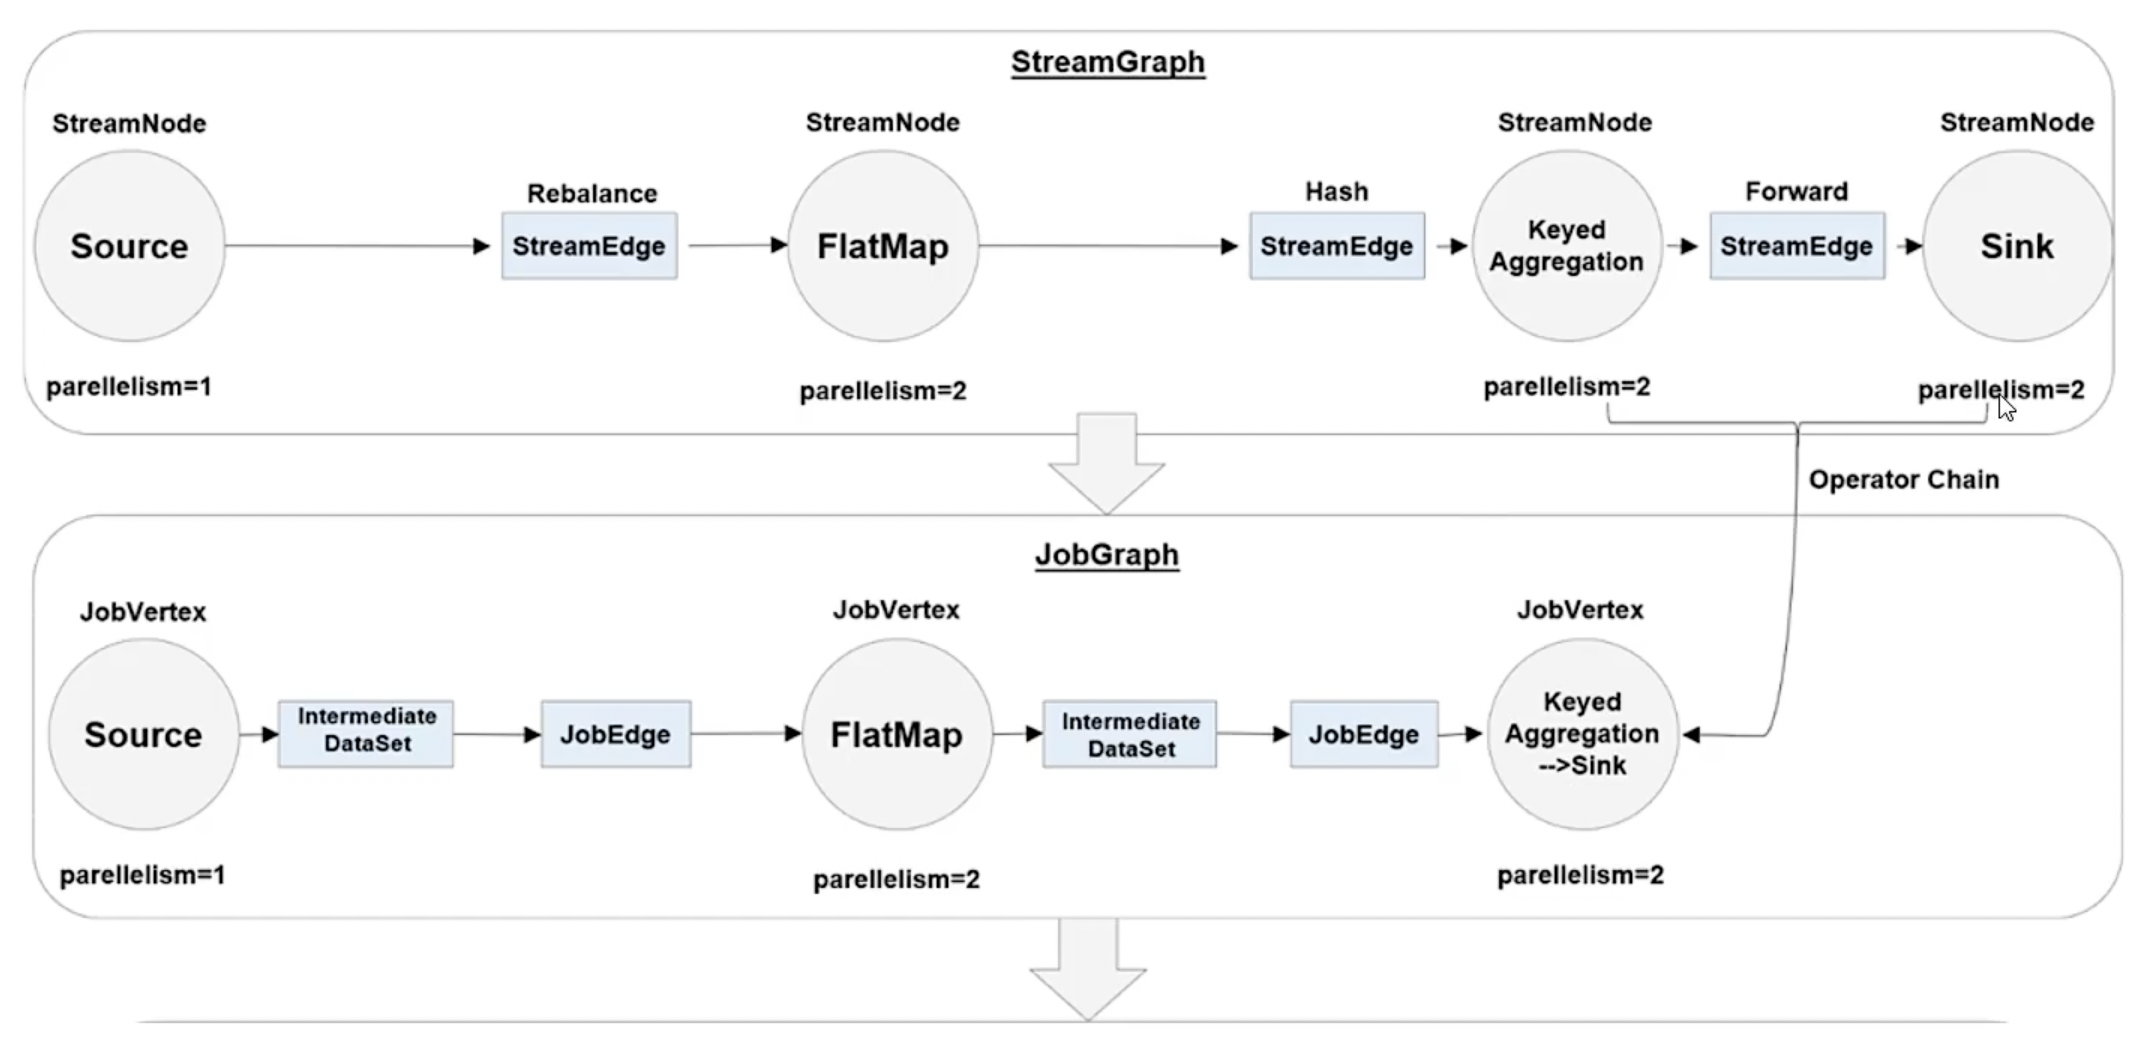 StreamGraph
StreamNode
StreamNode
StreamNode
StreamNode
Source
Rebalance
StreamEdge
FlatMap
Hash
StreamEdge
Keyed
Aggregation
Forward
StreamEdge
Sink
parellelism=1
parellelism=2
parellelism=2
parellelism=2
Operator Chain
JobGraph
JobVertex
JobVertex
JobVertex
Source
Intermediate
DataSet
JobEdge
FlatMap
Intermediate
DataSet
JobEdge
Keyed
Aggregation
-->Sink
parellelism=1
parellelism=2
parellelism=2